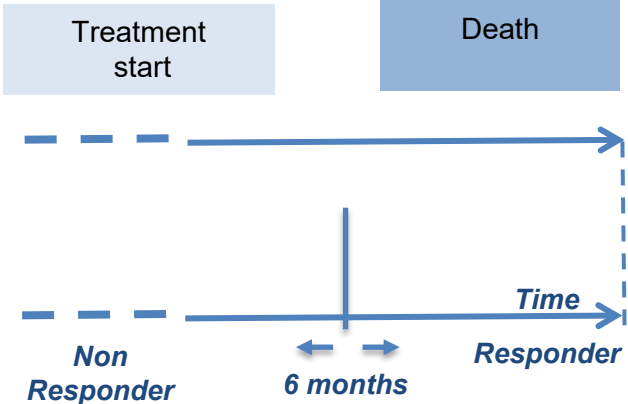 Treatment
start
Death
Time
Non
Responder
6 months
Responder